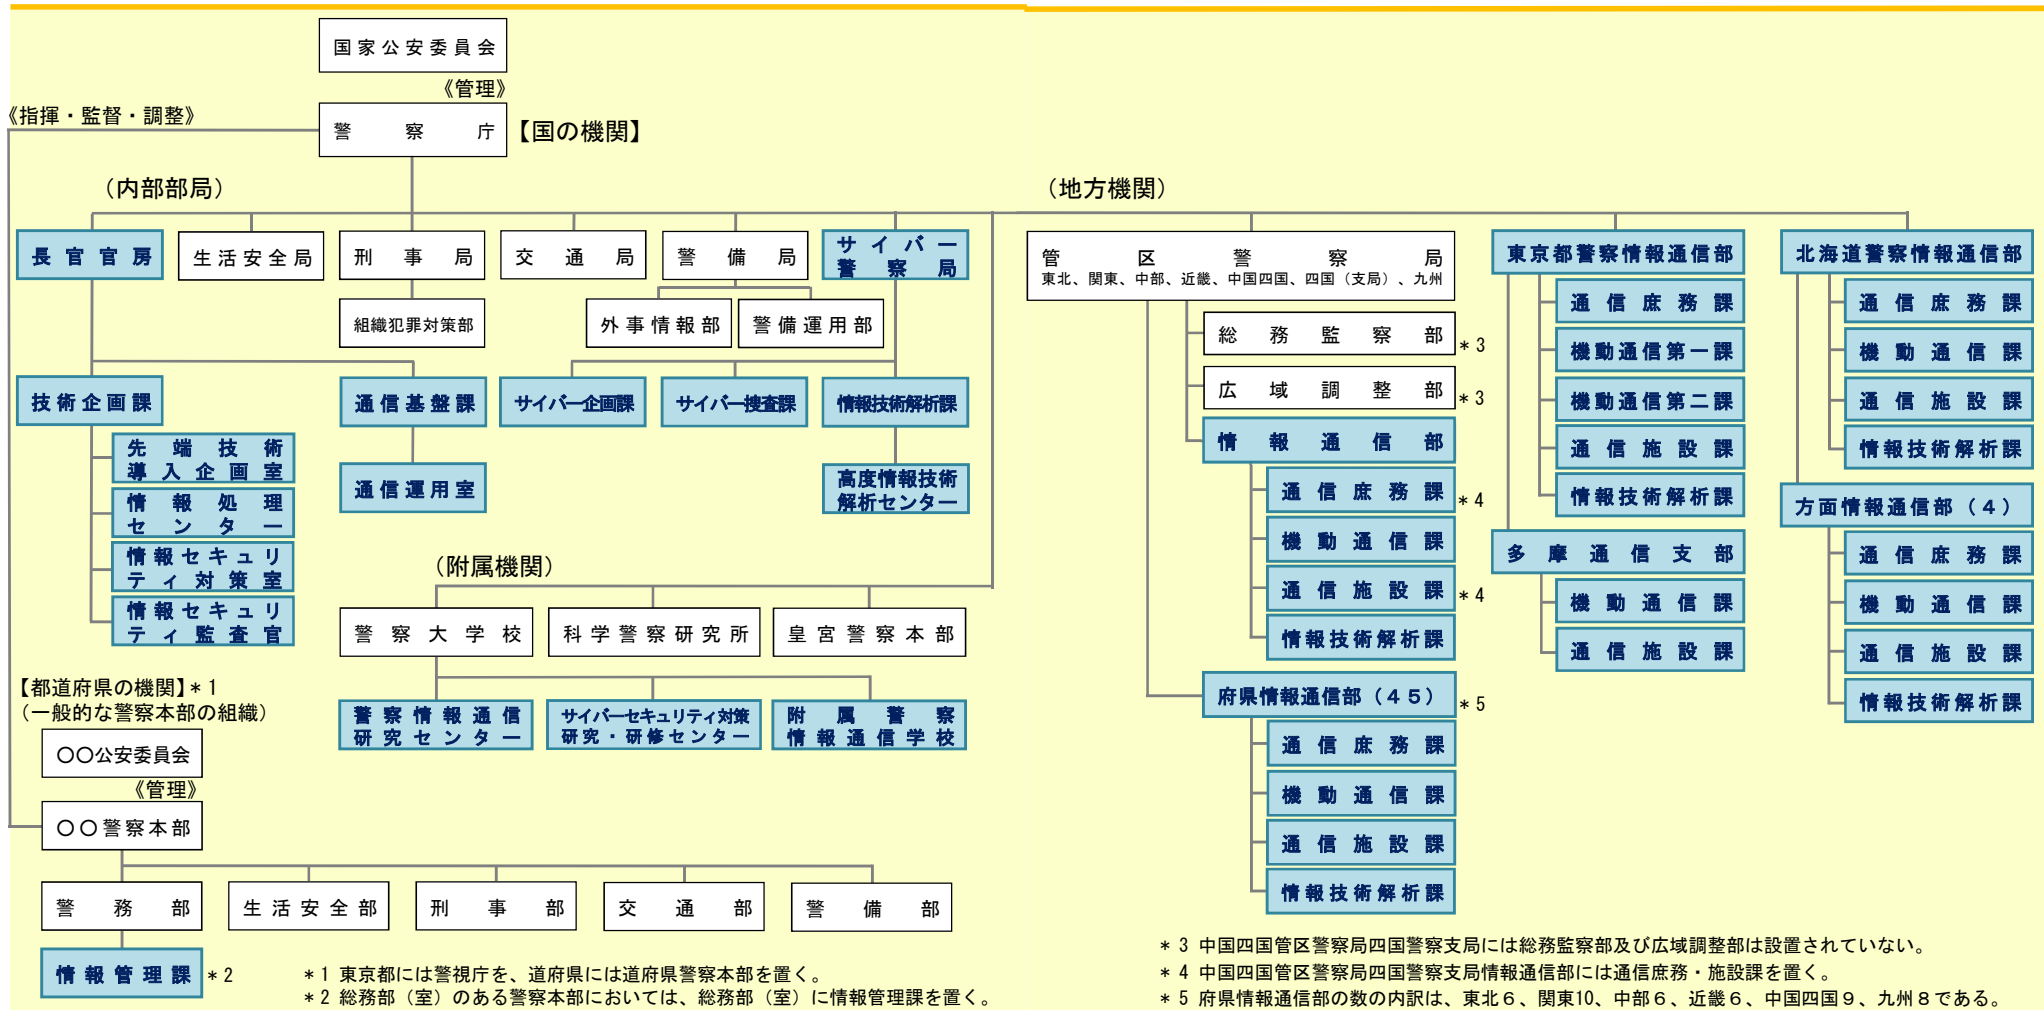 国家公安委員会
《管理》
《指揮・監督・調整》
警察庁
【国の機関】
（内部部局）
（地方機関）
長官官房
生活安全局
刑事局
交通局
警備局
サイバー
警察局
組織犯罪対策部
外事情報部
警備運用部
技術企画課
通信基盤課
サイバー企画課
サイバー捜査課
情報技術解析課
先端技術
導入企画室
情報処理
センター
情報セキュリ
ティ対策室
情報セキュリ
ティ監査官
通信運用室
高度情報技術
解析センター
（附属機関）
警察大学校
科学警察研究所
皇宮警察本部
警察情報通信
研究センター
サイバーセキュリティ対策
研究・研修センター
附属警察
情報通信学校
管区警察局
東北、関東、中部、近畿、中国四国、四国（支局）、九州
総務監察部
＊3
広域調整部
＊3
情報通信部
通信庶務課
＊4
機動通信課
通信施設課
＊4
情報技術解析課
府県情報通信部（４５）
＊5
通信庶務課
機動通信課
通信施設課
情報技術解析課
東京都警察情報通信部
通信庶務課
機動通信第一課
機動通信第二課
通信施設課
情報技術解析課
多摩通信支部
機動通信課
通信施設課
北海道警察情報通信部
通信庶務課
機動通信課
通信施設課
情報技術解析課
方面情報通信部（４）
通信庶務課
機動通信課
通信施設課
情報技術解析課
【都道府県の機関】＊1
（一般的な警察本部の組織）
〇〇公安委員会
《管理》
〇〇警察本部
警務部
生活安全部
刑事部
交通部
警備部
情報管理課
＊2
＊1 東京都には警視庁を、道府県には道府県警察本部を置く。
＊2 総務部（室）のある警察本部においては、総務部（室）に情報管理課を置く。
＊3 中国四国管区警察局四国警察支局には総務監察部及び広域調整部は設置されていない。
＊4 中国四国管区警察局四国警察支局情報通信部には通信庶務・施設課を置く。
＊5 府県情報通信部の数の内訳は、東北６、関東10、中部６、近畿６、中国四国９、九州８である。